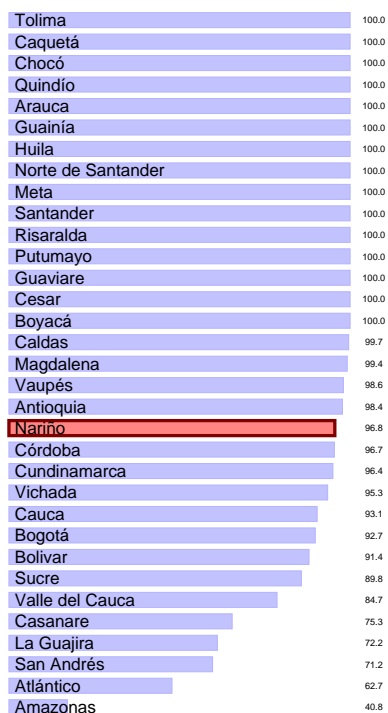 Tolima 100.0
Caquetá 100.0
Chocó 100.0
Quindío 100.0
Arauca 100.0
Guainía 100.0
Huila 100.0
Norte de Santander 100.0
Meta 100.0
Santander 100.0
Risaralda 100.0
Putumayo 100.0
Guaviare 100.0
Cesar 100.0
Boyacá 100.0
Caldas 99.7
Magdalena 99.4
Vaupés 98.6
Antioquia 98.4
Nariño 96.8
Córdoba 96.7
Cundinamarca 96.4
Vichada 95.3
Cauca 93.1
Bogotá 92.7
Bolivar 91.4
Sucre 89.8
Valle del Cauca 84.7
Casanare 75.3
La Guajira 72.2
San Andrés 71.2
Atlántico 62.7
Amazonas 40.8